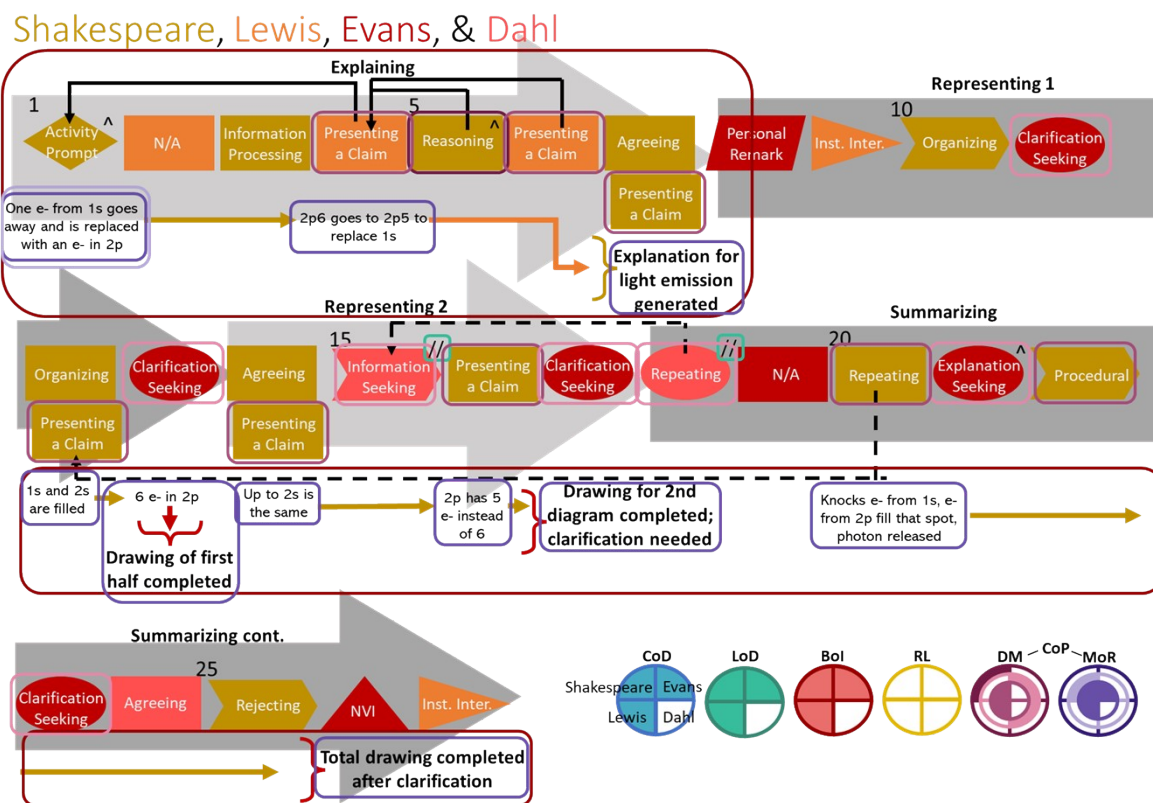 Shakespeare, Lewis, Evans, & Dahl
Explaining
Representing 1
1
5
10
^
Activity
Prompt
N/A
Information
Processing
Presenting
a Claim
^
Reasoning
Presenting
a Claim
Agreeing
Presenting
a Claim
Personal
Remark
Inst. Inter.
Organizing
Clarification
Seeking
One e- from 1s goes
away and is replaced
with an e- in 2p
2p6 goes to 2p5 to
replace 1s
Explanation for
light emission
generated
Representing 2
Summarizing
15
20
Organizing
Presenting
a Claim
Clarification
Seeking
Agreeing
Presenting
a Claim
Information
Seeking
//
Presenting
a Claim
Clarification
Seeking
Repeating
//
N/A
Repeating
^
Explanation
Seeking
Procedural
1s and 2s
are filled
6 e- in 2p
Drawing of first
half completed
Up to 2s is
the same
2p has 5
e- instead
of 6
Drawing for 2nd
diagram completed;
clarification needed
Knocks e- from 1s, e-
from 2p fill that spot,
photon released
Summarizing cont.
25
Clarification
Seeking
Agreeing
Rejecting
NVI
Inst. Inter.
Total drawing completed
after clarification
CoD
LoD
BoI
RL
DM
CoP
MoR
Shakespeare
Evans
Lewis
Dahl